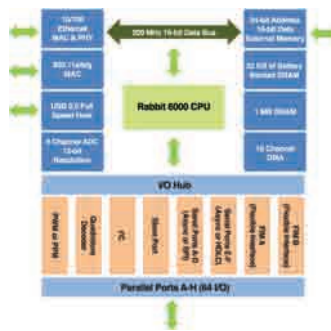 10/100
Ethernet
MAC & PHY
200 MHz 16-bit Data Bus
24-bit Address
16-bit Data
External Memory
802.11a/b/g
MAC
32 KB of Battery
Backed SRAM
USB 2.0 Full
Speed Host
Rabbit 6000 CPU
1 MB SRAM
8 Channel ADC
12-bit
Resolution
16 Channel
DMA
I/O Hub
PWM or PPM
Quadrature
Decoder
I²C
Slave Port
Serial Ports A-D
(Async or SPI)
Serial Ports E-F
(Async or HDLC)
FIM A
(Flexible Interface)
FIM B
(Flexible Interface)
Parallel Ports A-H (64 I/O)